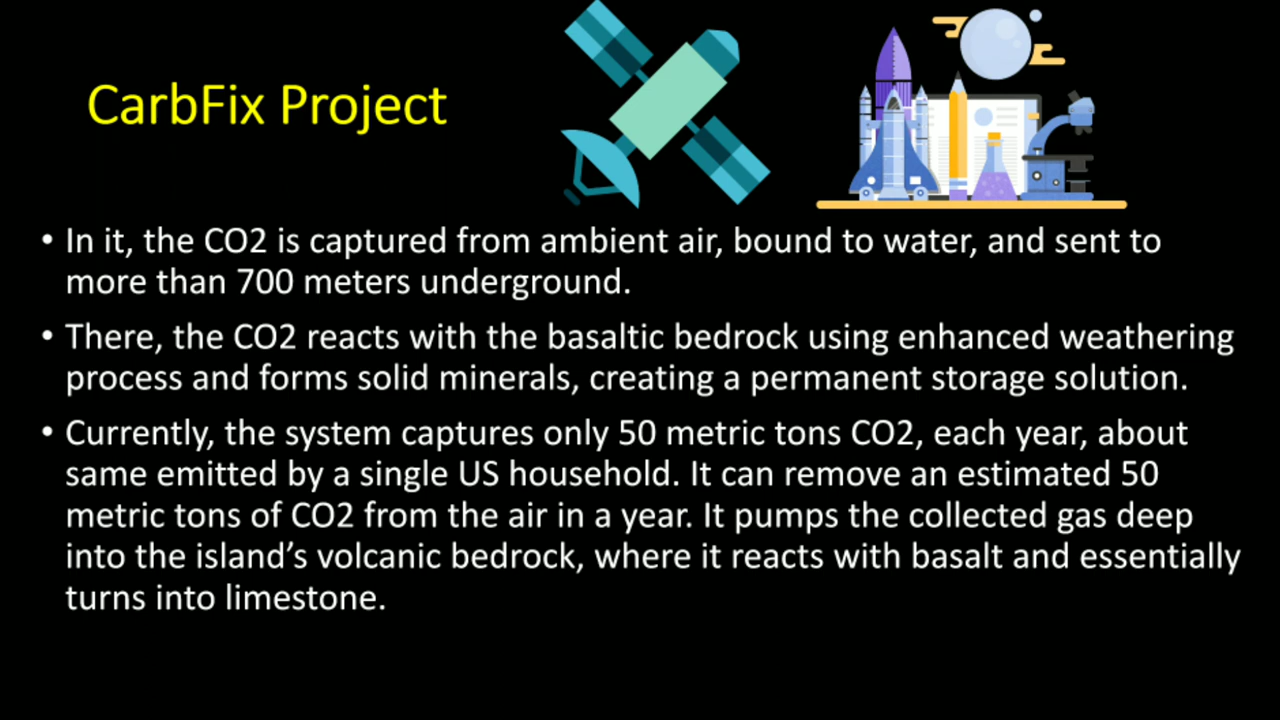 CarbFix Project
• In it, the CO2 is captured from ambient air, bound to water, and sent to
more than 700 meters underground.
• There, the CO2 reacts with the basaltic bedrock using enhanced weathering
process and forms solid minerals, creating a permanent storage solution.
• Currently, the system captures only 50 metric tons CO2, each year, about
same emitted by a single US household. It can remove an estimated 50
metric tons of CO2 from the air in a year. It pumps the collected gas deep
into the island’s volcanic bedrock, where it reacts with basalt and essentially
turns into limestone.